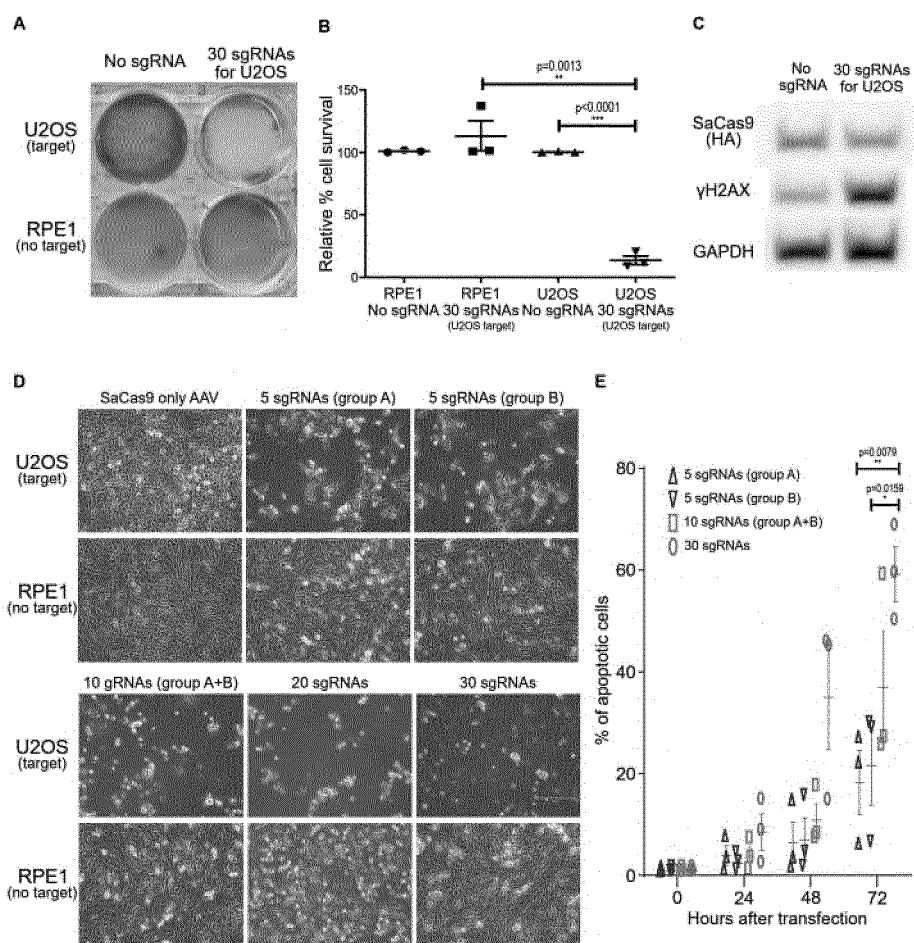 A
No sgRNA
30 sgRNAs
for U2OS
U2OS
(target)
RPE1
(no target)
B
p=0.0013
**
p<0.0001
***
Relative % cell survival
150
100
50
0
RPE1
No sgRNA
RPE1
30 sgRNAs
(U2OS target)
U2OS
No sgRNA
U2OS
30 sgRNAs
(U2OS target)
C
No
sgRNA
30 sgRNAs
for U2OS
SaCas9
(HA)
γH2AX
GAPDH
D
SaCas9 only AAV
5 sgRNAs (group A)
5 sgRNAs (group B)
U2OS
(target)
RPE1
(no target)
10 gRNAs (group A+B)
20 sgRNAs
30 sgRNAs
U2OS
(target)
RPE1
(no target)
E
p=0.0079
**
p=0.0159
*
5 sgRNAs (group A)
5 sgRNAs (group B)
10 sgRNAs (group A+B)
30 sgRNAs
% of apoptotic cells
80
60
40
20
0
0
24
48
72
Hours after transfection